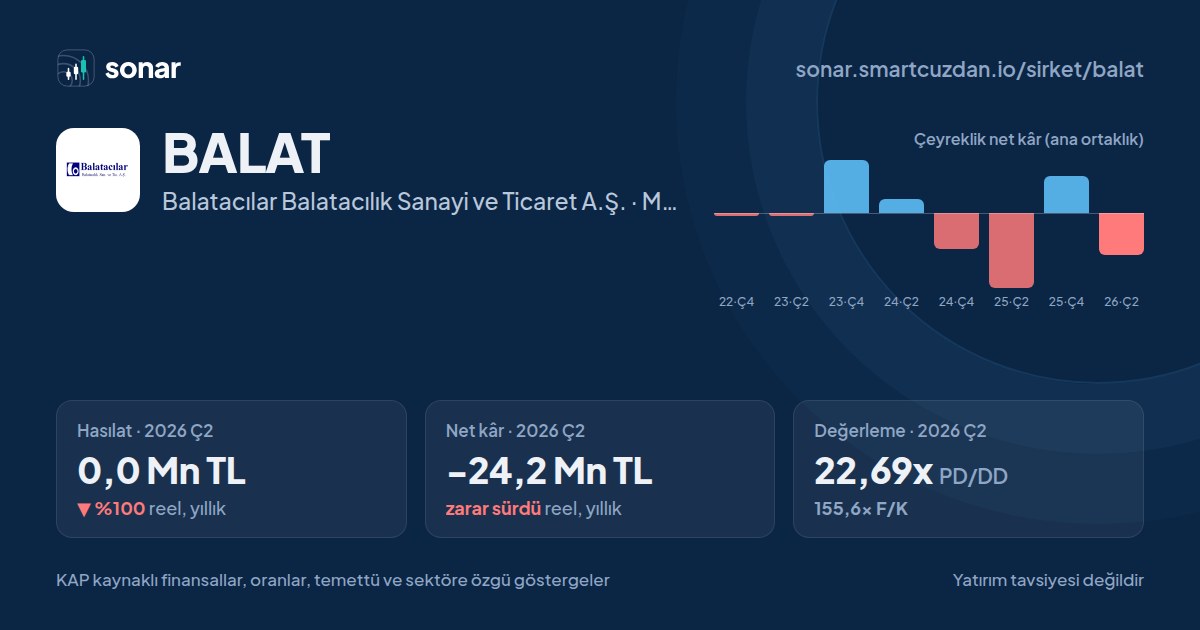 sonar
sonar.smartcuzdan.io/sirket/balat
Balatacılar
BALAT
Balatacılar Balatacılık Sanayi ve Ticaret A.Ş. · M...
Çeyreklik net kâr (ana ortaklık)
22·Ç4 23·Ç2 23·Ç4 24·Ç2 24·Ç4 25·Ç2 25·Ç4 26·Ç2
Hasılat · 2026 Ç2
0,0 Mn TL
▼ %100 reel, yıllık
Net kâr · 2026 Ç2
−24,2 Mn TL
zarar sürdü reel, yıllık
Değerleme · 2026 Ç2
22,69x PD/DD
155,6x F/K
KAP kaynaklı finansallar, oranlar, temettü ve sektöre özgü göstergeler
Yatırım tavsiyesi değildir